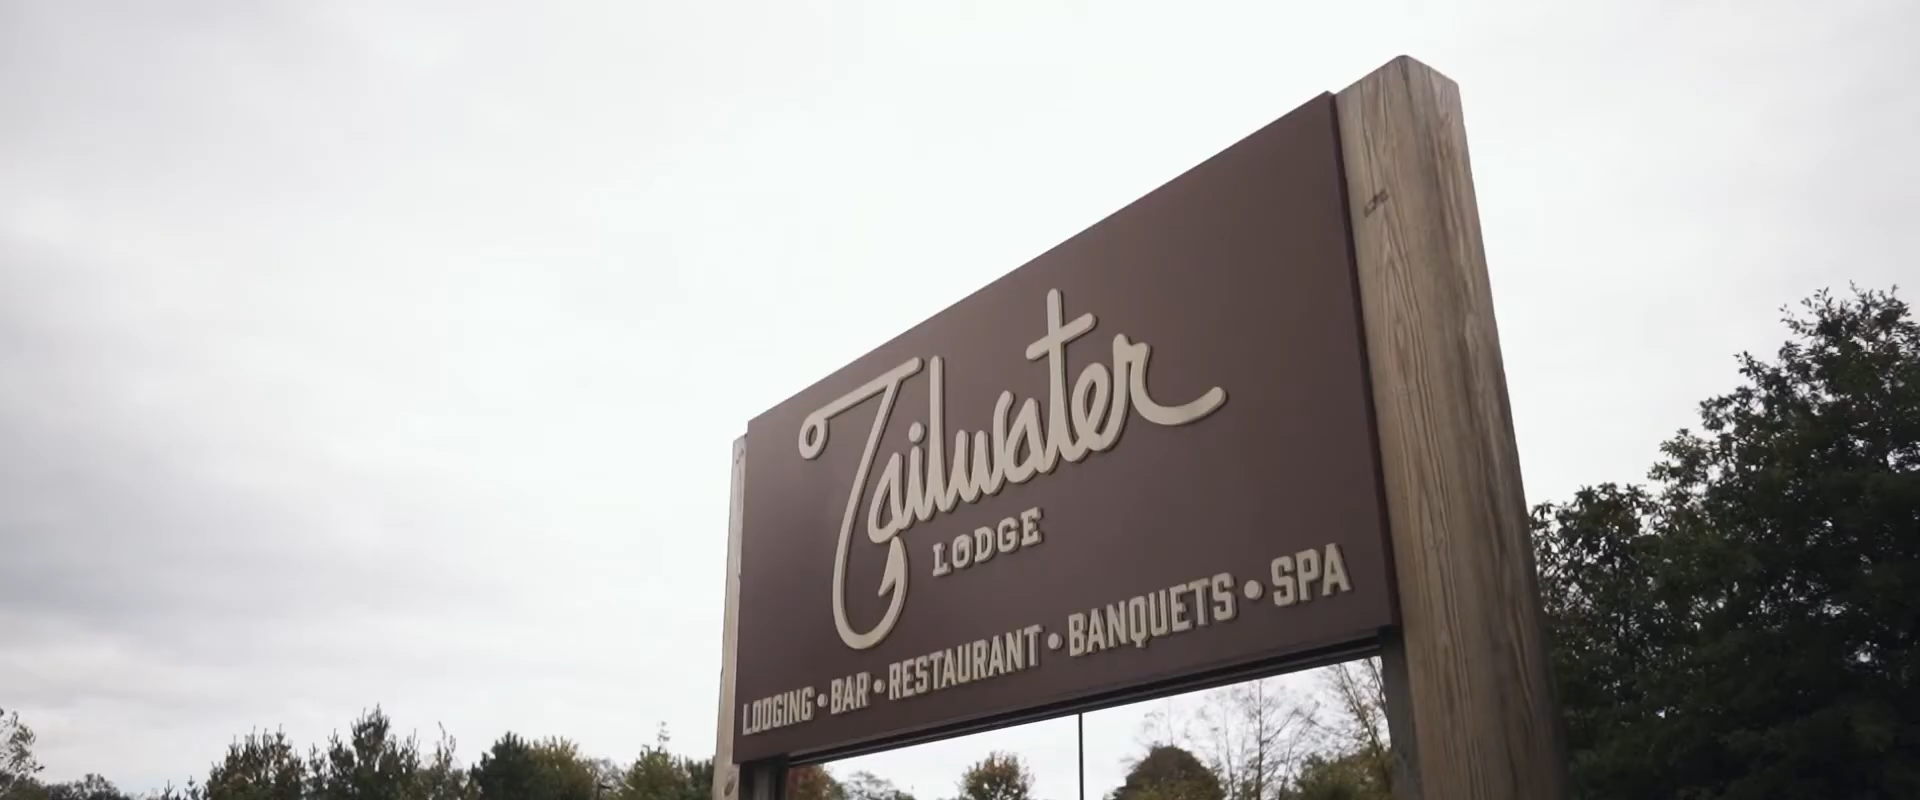 Tailwater
LODGE
LODGING • BAR • RESTAURANT • BANQUETS • SPA